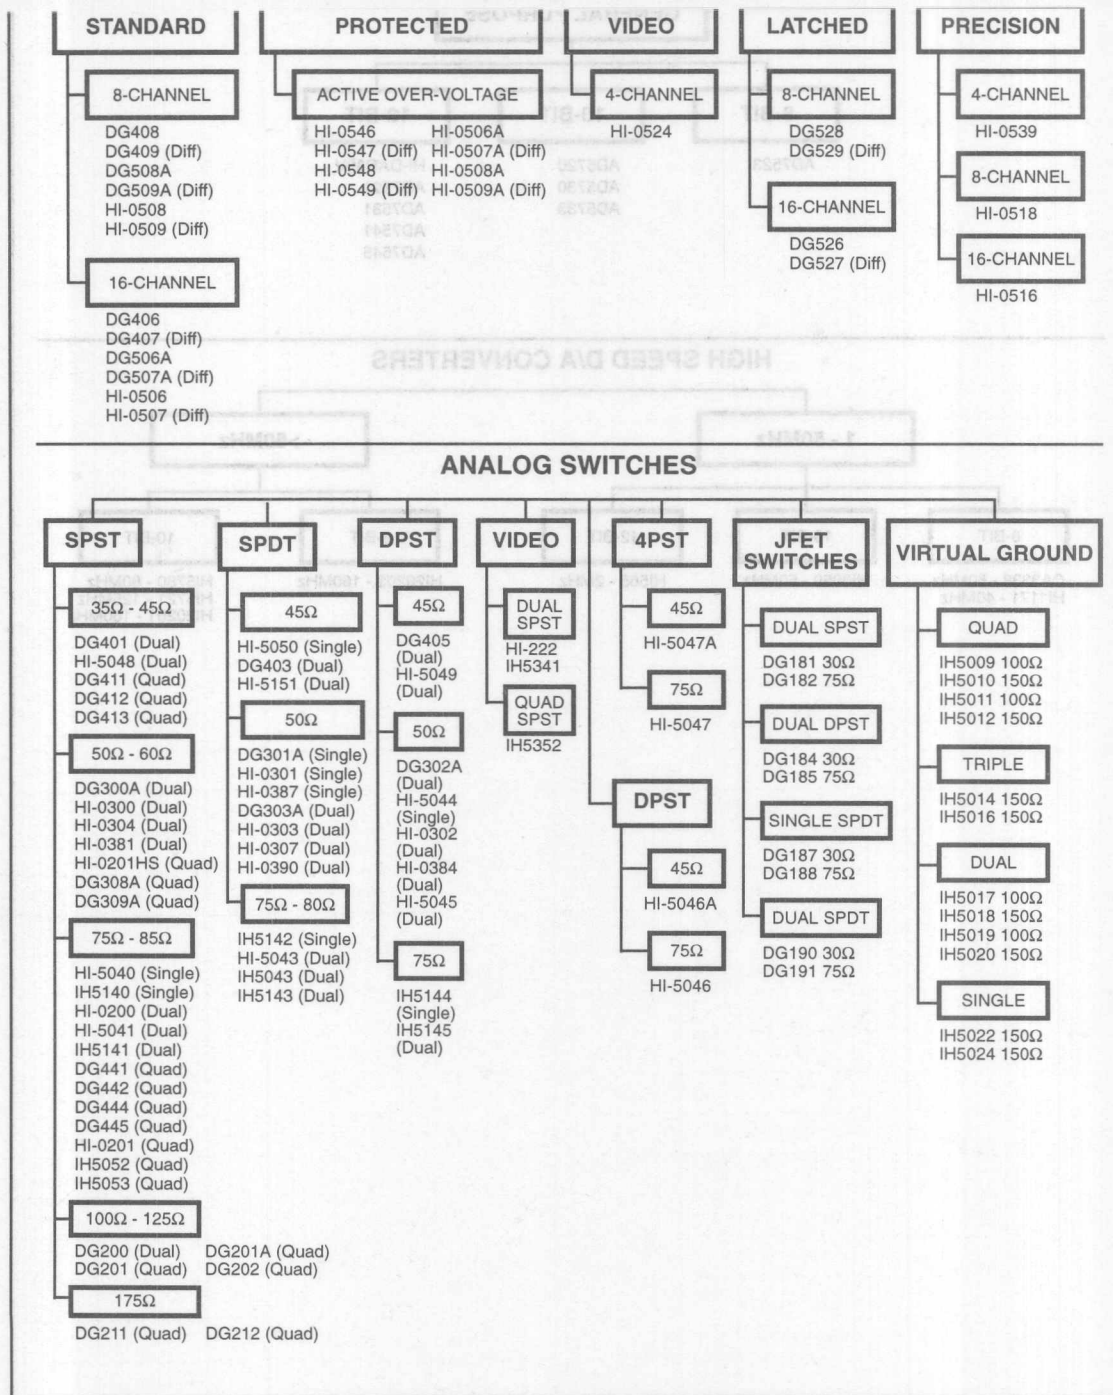 STANDARD
8-CHANNEL
DG408
DG409 (Diff)
DG508A
DG509A (Diff)
HI-0508
HI-0509 (Diff)
16-CHANNEL
DG406
DG407 (Diff)
DG506A
DG507A (Diff)
HI-0506
HI-0507 (Diff)
PROTECTED
ACTIVE OVER-VOLTAGE
HI-0546 HI-0506A
HI-0547 (Diff) HI-0507A (Diff)
HI-0548 HI-0508A
HI-0549 (Diff) HI-0509A (Diff)
VIDEO
4-CHANNEL
HI-0524
LATCHED
8-CHANNEL
DG528
DG529 (Diff)
16-CHANNEL
DG526
DG527 (Diff)
PRECISION
4-CHANNEL
HI-0539
8-CHANNEL
HI-0518
16-CHANNEL
HI-0516
ANALOG SWITCHES
SPST
35Ω - 45Ω
DG401 (Dual)
HI-5048 (Dual)
DG411 (Quad)
DG412 (Quad)
DG413 (Quad)
50Ω - 60Ω
DG300A (Dual)
HI-0300 (Dual)
HI-0304 (Dual)
HI-0381 (Dual)
HI-0201HS (Quad)
DG308A (Quad)
DG309A (Quad)
75Ω - 85Ω
HI-5040 (Single)
IH5140 (Single)
HI-0200 (Dual)
HI-5041 (Dual)
IH5141 (Dual)
DG441 (Quad)
DG442 (Quad)
DG444 (Quad)
DG445 (Quad)
HI-0201 (Quad)
IH5052 (Quad)
IH5053 (Quad)
100Ω - 125Ω
DG200 (Dual) DG201A (Quad)
DG201 (Quad) DG202 (Quad)
175Ω
DG211 (Quad) DG212 (Quad)
SPDT
45Ω
HI-5050 (Single)
DG403 (Dual)
HI-5151 (Dual)
50Ω
DG301A (Single)
HI-0301 (Single)
HI-0387 (Single)
DG303A (Dual)
HI-0303 (Dual)
HI-0307 (Dual)
HI-0390 (Dual)
75Ω - 80Ω
IH5142 (Single)
HI-5043 (Dual)
IH5043 (Dual)
IH5143 (Dual)
DPST
45Ω
DG405
(Dual)
HI-5049
(Dual)
50Ω
DG302A
(Dual)
HI-5044
(Single)
HI-0302
(Dual)
HI-0384
(Dual)
HI-5045
(Dual)
75Ω
IH5144
(Single)
IH5145
(Dual)
VIDEO
DUAL
SPST
HI-222
IH5341
QUAD
SPST
IH5352
4PST
45Ω
HI-5047A
75Ω
HI-5047
DPST
45Ω
HI-5046A
75Ω
HI-5046
JFET
SWITCHES
DUAL SPST
DG181 30Ω
DG182 75Ω
DUAL DPST
DG184 30Ω
DG185 75Ω
SINGLE SPDT
DG187 30Ω
DG188 75Ω
DUAL SPDT
DG190 30Ω
DG191 75Ω
VIRTUAL GROUND
QUAD
IH5009 100Ω
IH5010 150Ω
IH5011 100Ω
IH5012 150Ω
TRIPLE
IH5014 150Ω
IH5016 150Ω
DUAL
IH5017 100Ω
IH5018 150Ω
IH5019 100Ω
IH5020 150Ω
SINGLE
IH5022 150Ω
IH5024 150Ω